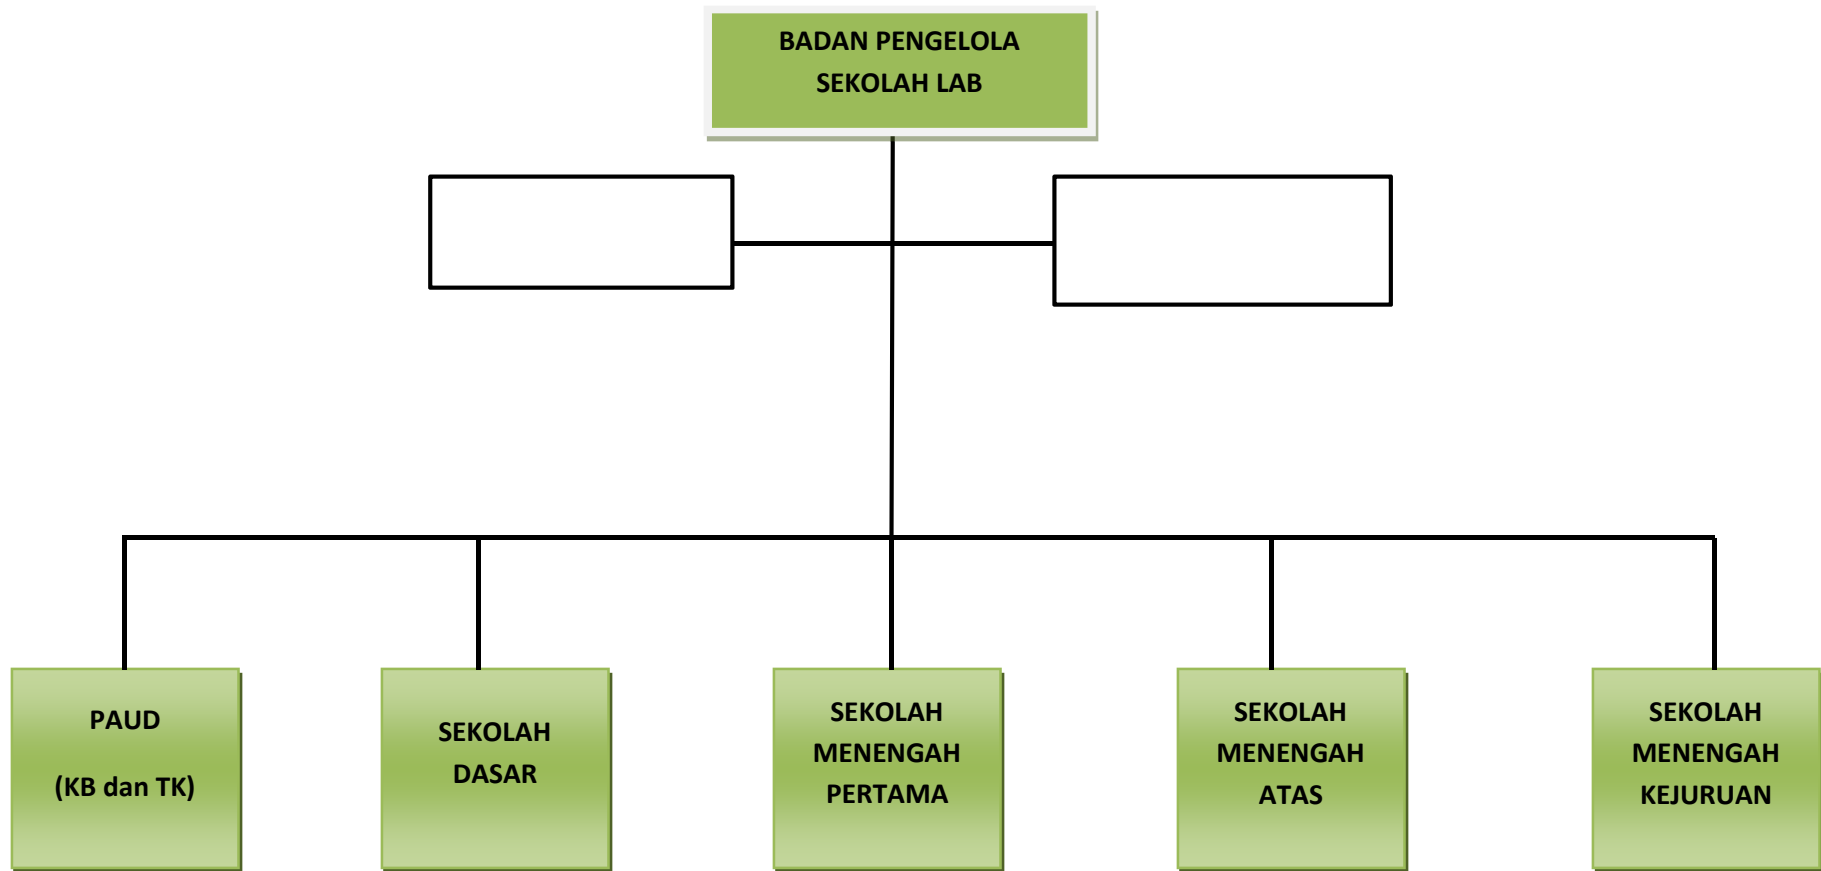 BADAN PENGELOLA
SEKOLAH LAB
PAUD
(KB dan TK)
SEKOLAH
DASAR
SEKOLAH
MENENGAH
PERTAMA
SEKOLAH
MENENGAH
ATAS
SEKOLAH
MENENGAH
KEJURUAN